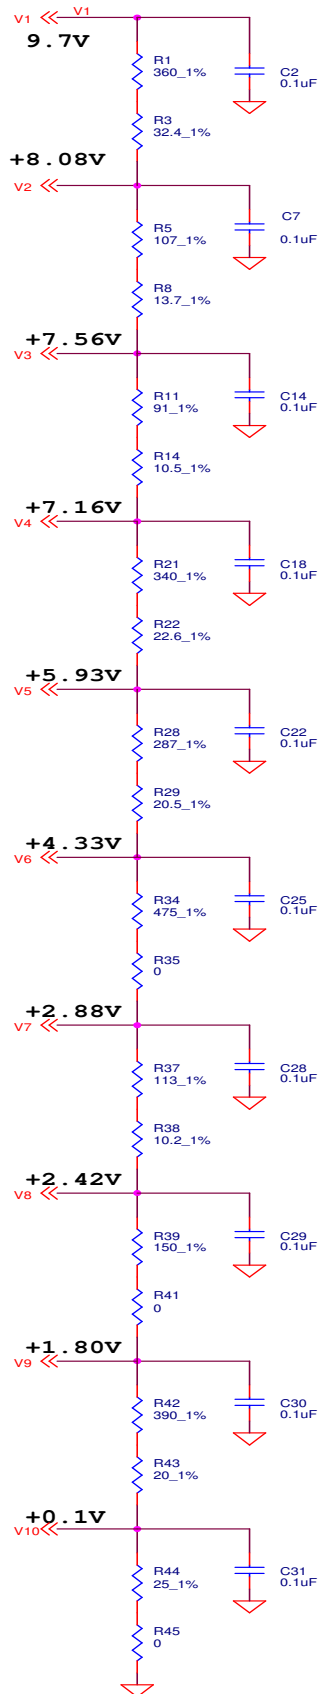 V1 V1
9.7V
R1
360_1%
C2
0.1uF
R3
32.4_1%
+8.08V
V2
R5
107_1%
C7
0.1uF
R8
13.7_1%
+7.56V
V3
R11
91_1%
C14
0.1uF
R14
10.5_1%
+7.16V
V4
R21
340_1%
C18
0.1uF
R22
22.6_1%
+5.93V
V5
R28
287_1%
C22
0.1uF
R29
20.5_1%
+4.33V
V6
R34
475_1%
C25
0.1uF
R35
0
+2.88V
V7
R37
113_1%
C28
0.1uF
R38
10.2_1%
+2.42V
V8
R39
150_1%
C29
0.1uF
R41
0
+1.80V
V9
R42
390_1%
C30
0.1uF
R43
20_1%
+0.1V
V10
R44
25_1%
C31
0.1uF
R45
0